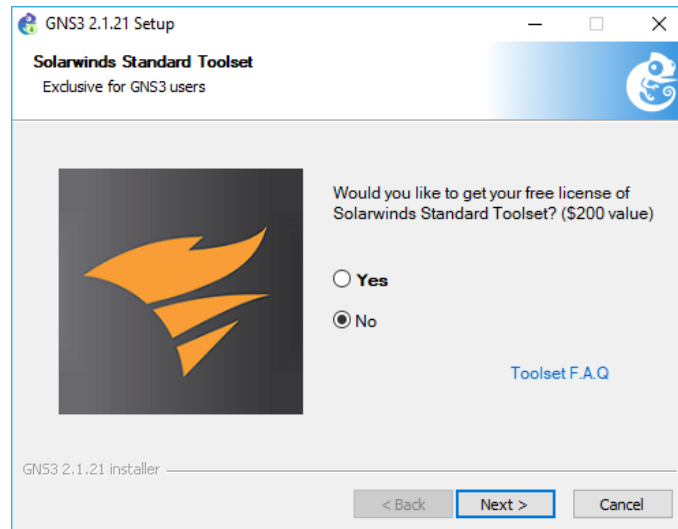 GNS3 2.1.21 Setup
Solarwinds Standard Toolset
Exclusive for GNS3 users
Would you like to get your free license of
Solarwinds Standard Toolset? ($200 value)
Yes
No
Toolset F.A.Q
GNS3 2.1.21 installer
< Back
Next >
Cancel